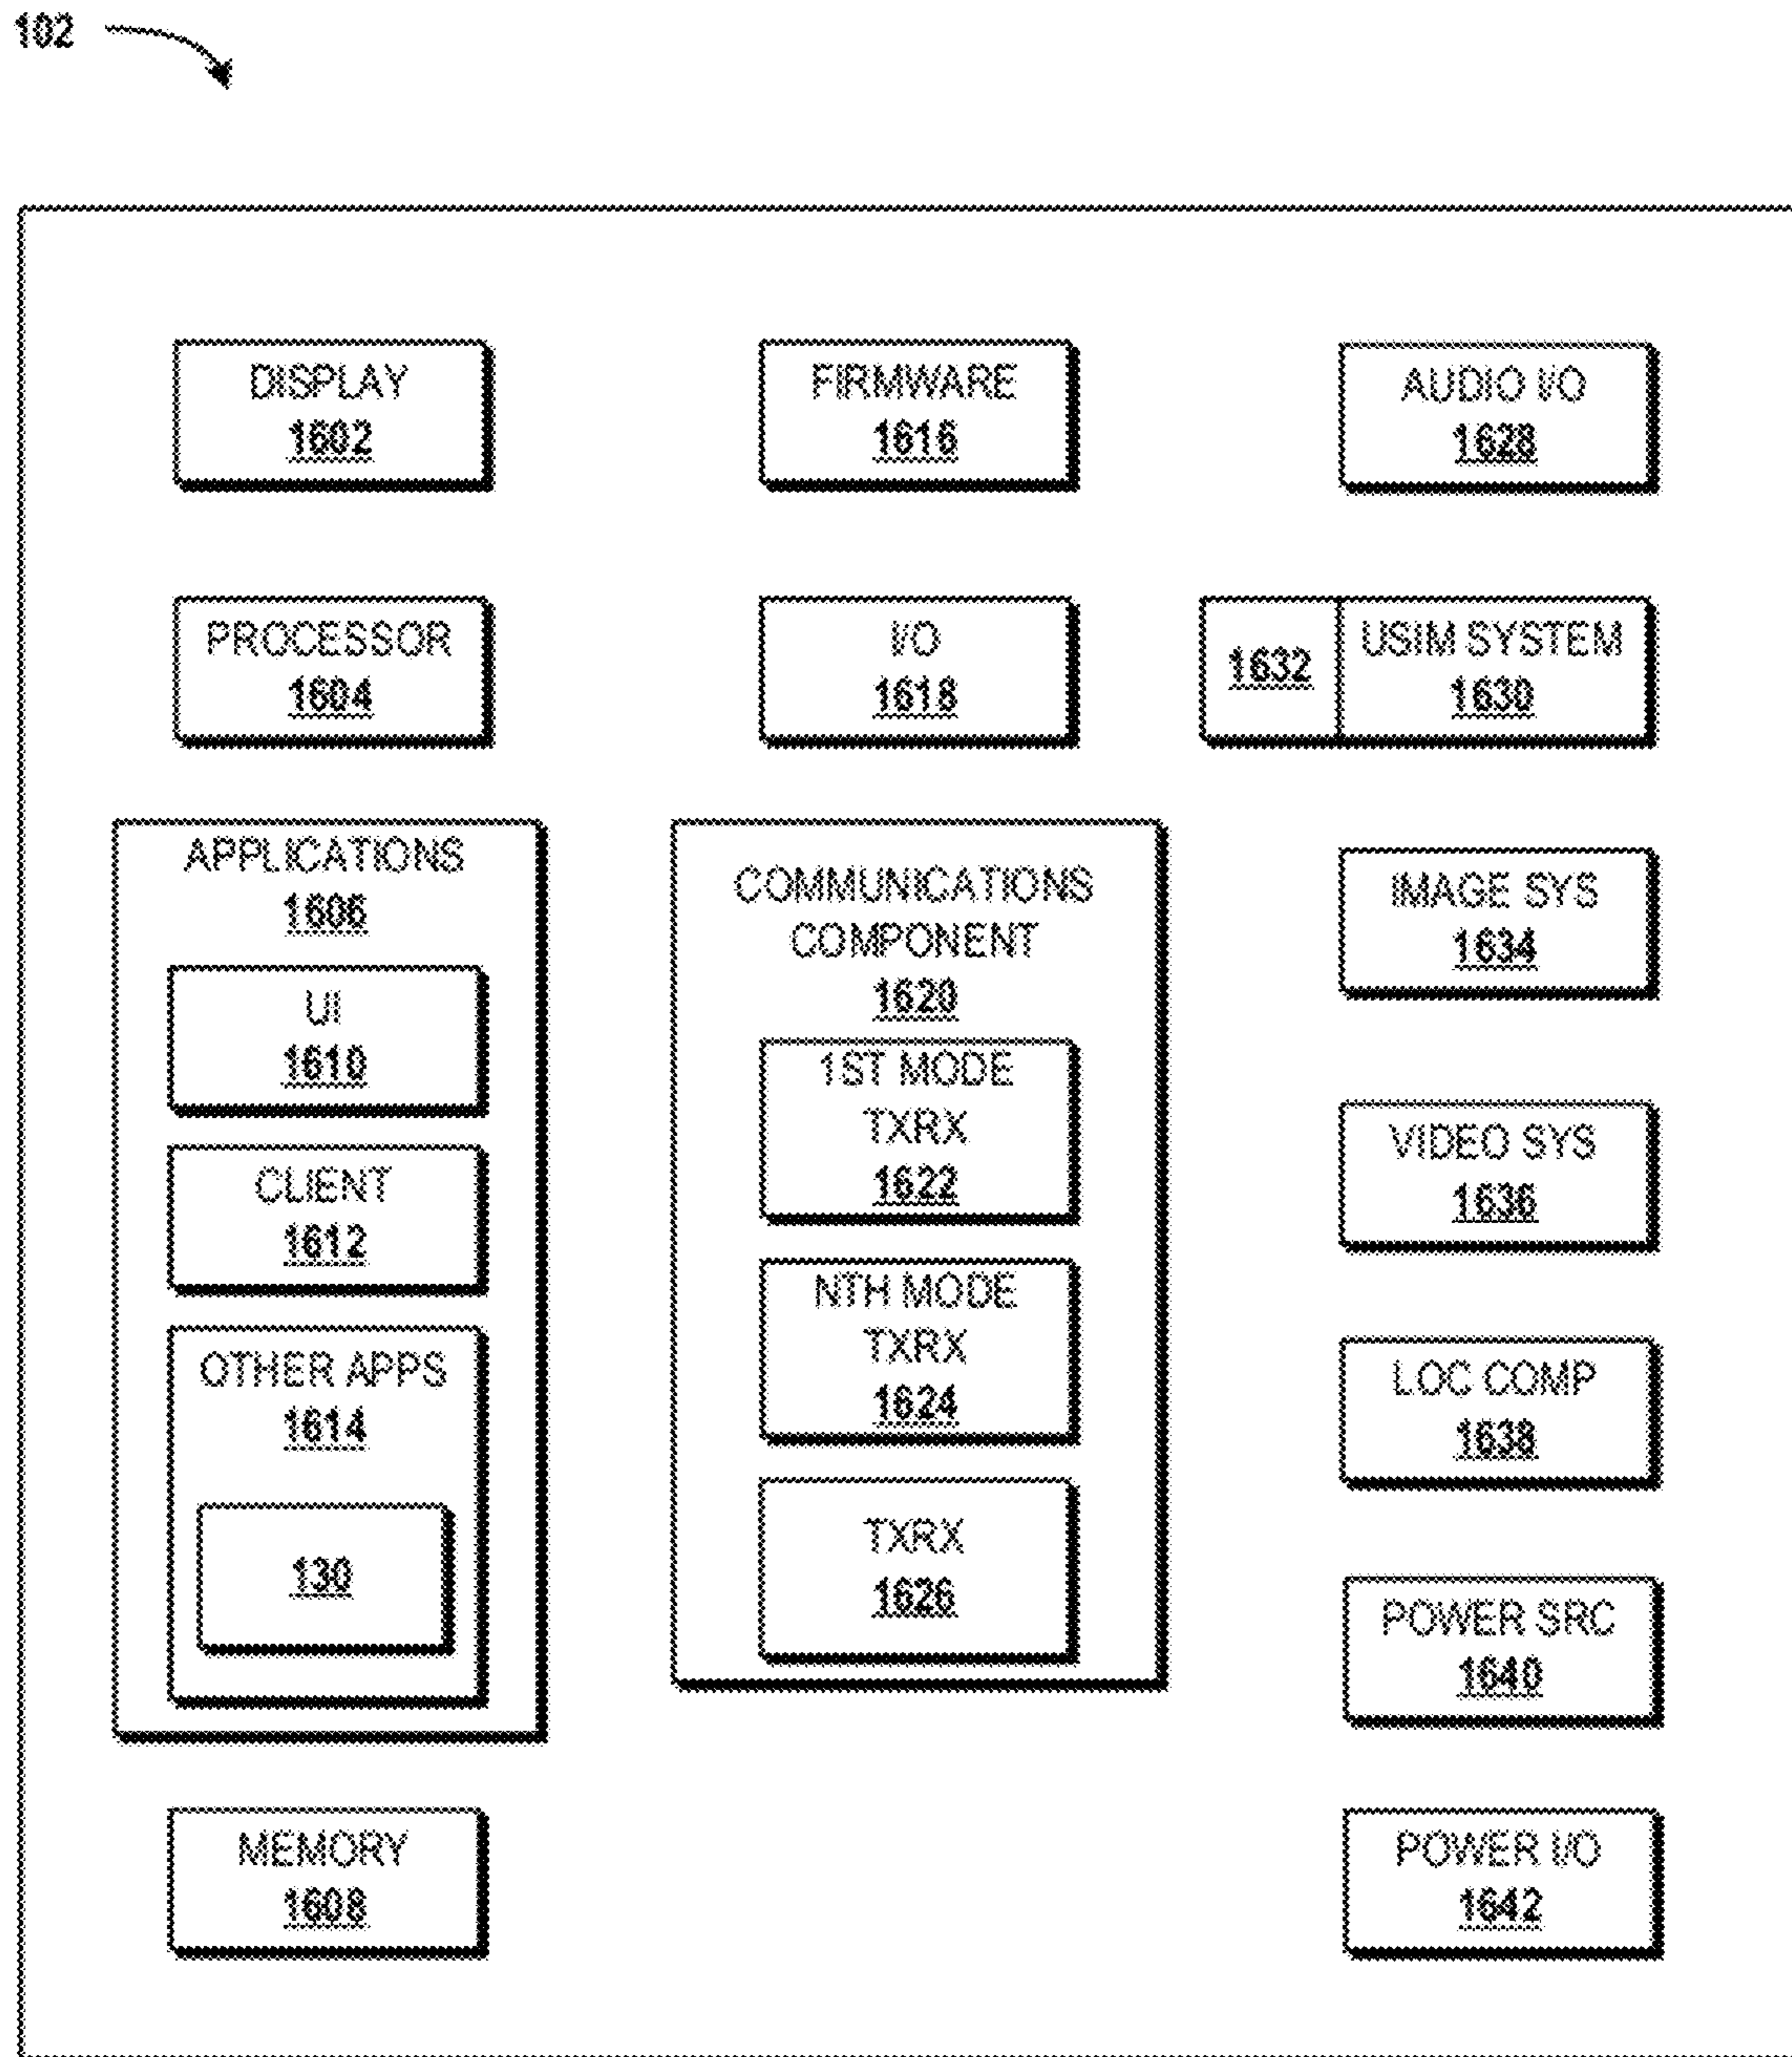 102
DISPLAY
1602
PROCESSOR
1604
APPLICATIONS
1606
UI
1610
CLIENT
1612
OTHER APPS
1614
130
MEMORY
1608
FIRMWARE
1616
I/O
1618
COMMUNICATIONS
COMPONENT
1620
1ST MODE
TXRX
1622
NTH MODE
TXRX
1624
TXRX
1626
AUDIO I/O
1628
1632
USIM SYSTEM
1630
IMAGE SYS
1634
VIDEO SYS
1636
LOC COMP
1638
POWER SRC
1640
POWER I/O
1642